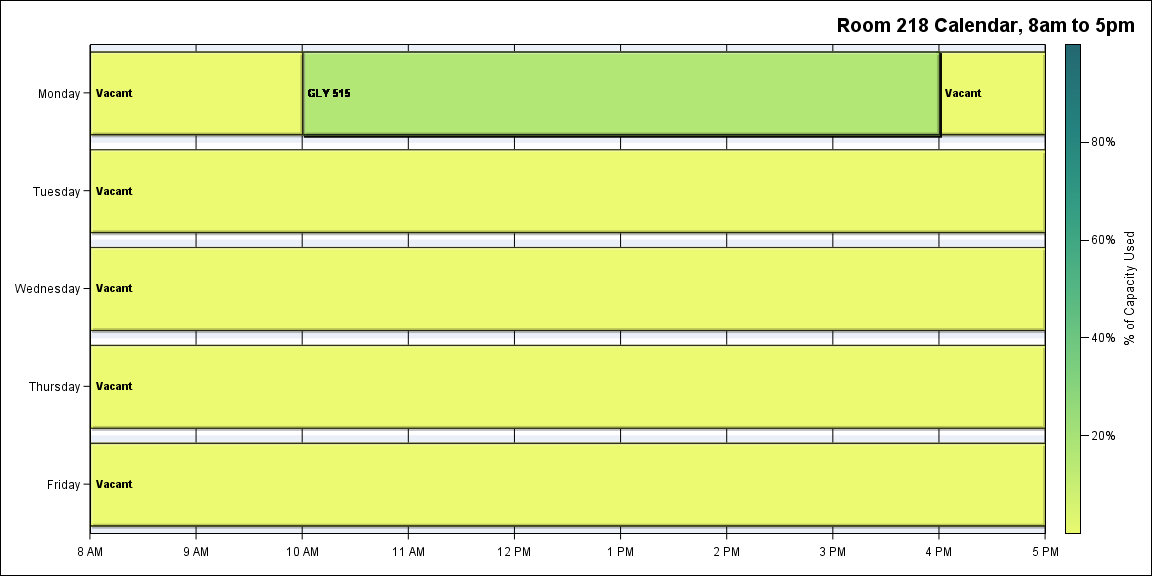 Room 218 Calendar, 8am to 5pm
Monday
Vacant
GLY 515
Vacant
Tuesday
Vacant
Wednesday
Vacant
Thursday
Vacant
Friday
Vacant
8 AM 9 AM 10 AM 11 AM 12 PM 1 PM 2 PM 3 PM 4 PM 5 PM
80%
60%
40%
20%
% of Capacity Used